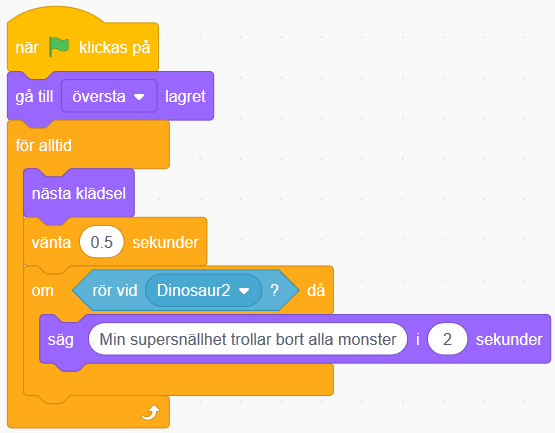 när klickas på
gå till översta lagret
för alltid
nästa klädsel
vänta 0.5 sekunder
om rör vid Dinosaur2 ? då
säg Min supersnällhet trollar bort alla monster i 2 sekunder